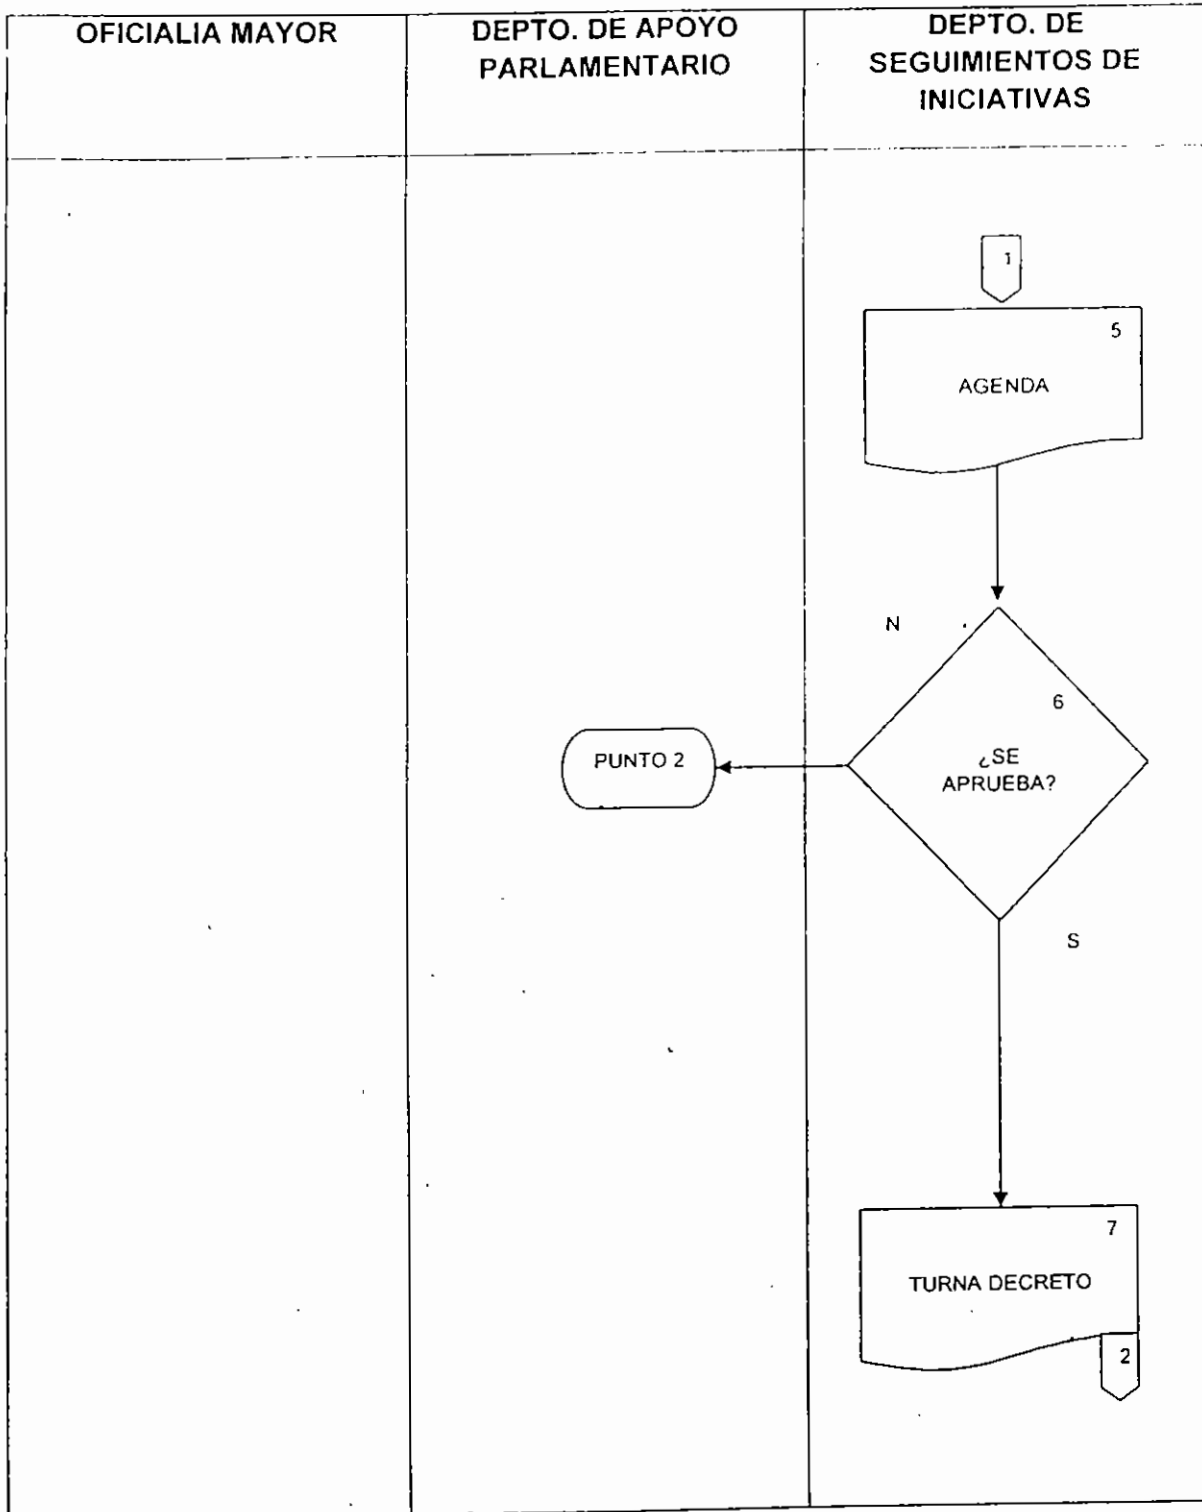 OFICIALIA MAYOR
DEPTO. DE APOYO
PARLAMENTARIO
DEPTO. DE
SEGUIMIENTOS DE
INICIATIVAS
1
5
AGENDA
N
6
¿SE
APRUEBA?
PUNTO 2
S
7
TURNA DECRETO
2